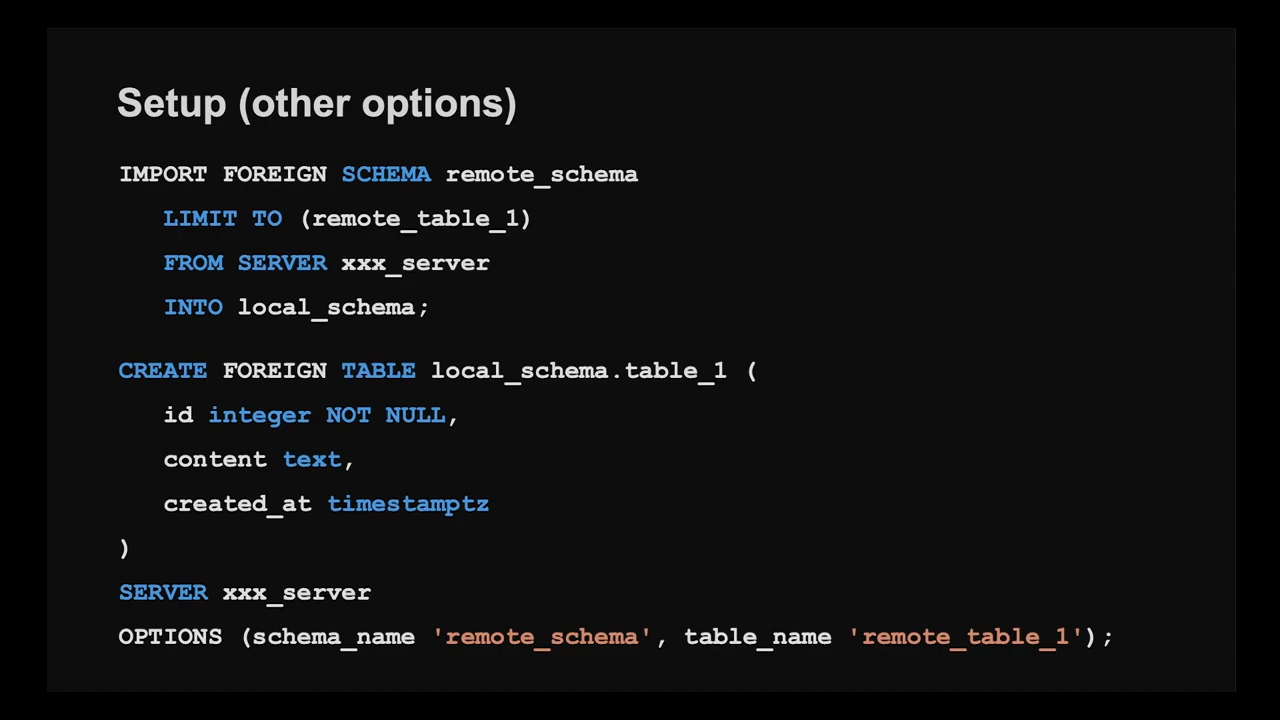 Setup (other options)
IMPORT FOREIGN SCHEMA remote_schema
LIMIT TO (remote_table_1)
FROM SERVER xxx_server
INTO local_schema;
CREATE FOREIGN TABLE local_schema.table_1 (
id integer NOT NULL,
content text,
created_at timestamptz
)
SERVER xxx_server
OPTIONS (schema_name 'remote_schema', table_name 'remote_table_1');